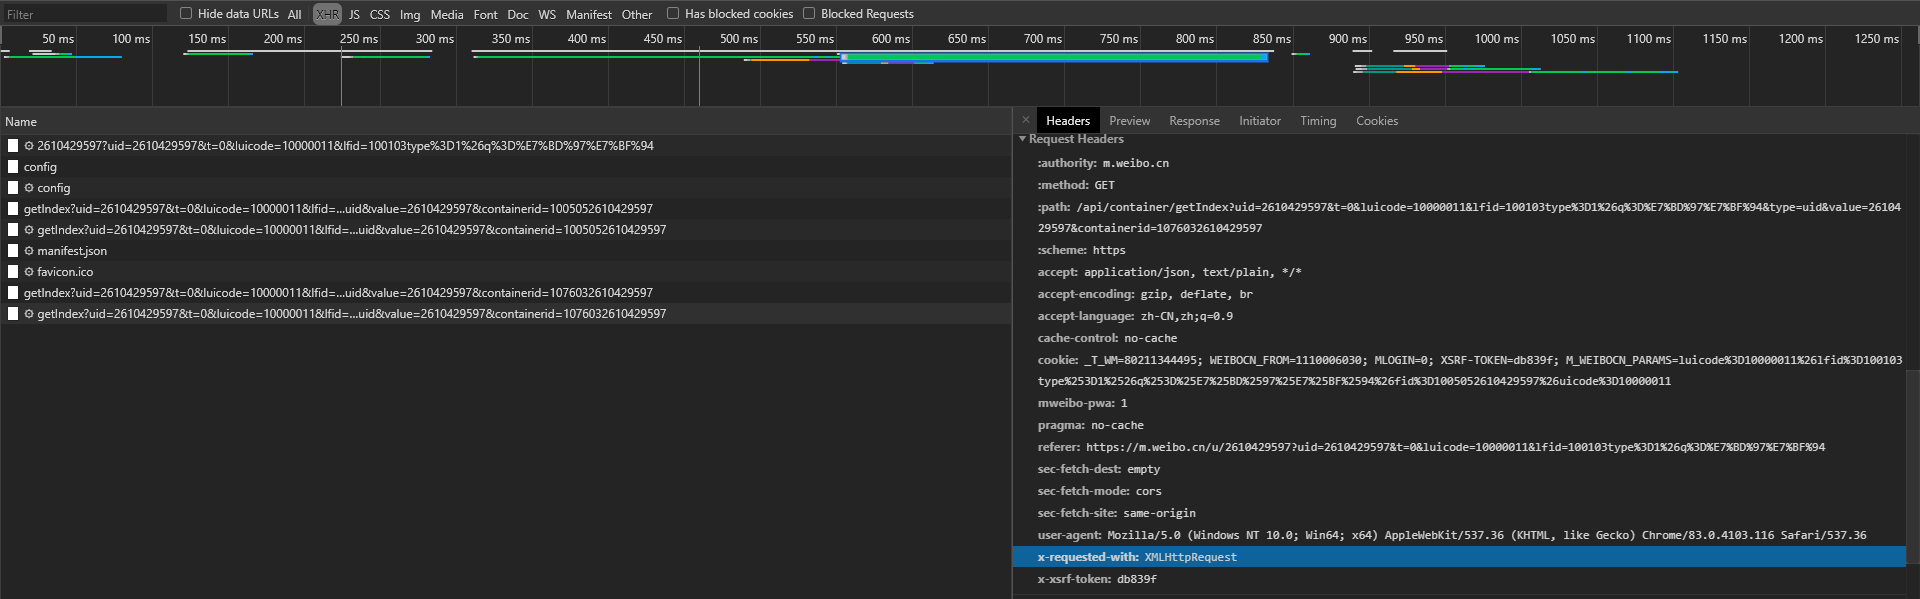 Filter Hide data URLs All XHR JS CSS Img Media Font Doc WS Manifest Other Has blocked cookies Blocked Requests
50 ms 100 ms 150 ms 200 ms 250 ms 300 ms 350 ms 400 ms 450 ms 500 ms 550 ms 600 ms 650 ms 700 ms 750 ms 800 ms 850 ms 900 ms 950 ms 1000 ms 1050 ms 1100 ms 1150 ms 1200 ms 1250 ms
Name
2610429597?uid=2610429597&t=0&luicode=10000011&lfid=100103type%3D1%26q%3D%E7%BD%97%E7%BF%94
config
config
getIndex?uid=2610429597&t=0&luicode=10000011&lfid=…uid&value=2610429597&containerid=1005052610429597
getIndex?uid=2610429597&t=0&luicode=10000011&lfid=…uid&value=2610429597&containerid=1005052610429597
manifest.json
favicon.ico
getIndex?uid=2610429597&t=0&luicode=10000011&lfid=…uid&value=2610429597&containerid=1076032610429597
getIndex?uid=2610429597&t=0&luicode=10000011&lfid=…uid&value=2610429597&containerid=1076032610429597
× Headers Preview Response Initiator Timing Cookies
Request Headers
:authority: m.weibo.cn
:method: GET
:path: /api/container/getIndex?uid=2610429597&t=0&luicode=10000011&lfid=100103type%3D1%26q%3D%E7%BD%97%E7%BF%94&type=uid&value=26104
29597&containerid=1076032610429597
:scheme: https
accept: application/json, text/plain, */*
accept-encoding: gzip, deflate, br
accept-language: zh-CN,zh;q=0.9
cache-control: no-cache
cookie: _T_WM=80211344495; WEIBOCN_FROM=1110006030; MLOGIN=0; XSRF-TOKEN=db839f; M_WEIBOCN_PARAMS=luicode%3D10000011%26lfid%3D100103
type%253D1%2526q%253D%25E7%25BD%2597%25E7%25BF%2594%26fid%3D1005052610429597%26uicode%3D10000011
mweibo-pwa: 1
pragma: no-cache
referer: https://m.weibo.cn/u/2610429597?uid=2610429597&t=0&luicode=10000011&lfid=100103type%3D1%26q%3D%E7%BD%97%E7%BF%94
sec-fetch-dest: empty
sec-fetch-mode: cors
sec-fetch-site: same-origin
user-agent: Mozilla/5.0 (Windows NT 10.0; Win64; x64) AppleWebKit/537.36 (KHTML, like Gecko) Chrome/83.0.4103.116 Safari/537.36
x-requested-with: XMLHttpRequest
x-xsrf-token: db839f